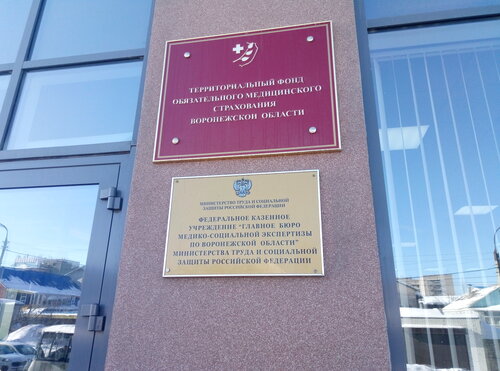 ТЕРРИТОРИАЛЬНЫЙ ФОНД
ОБЯЗАТЕЛЬНОГО МЕДИЦИНСКОГО
СТРАХОВАНИЯ
ВОРОНЕЖСКОЙ ОБЛАСТИ
МИНИСТЕРСТВО ТРУДА И СОЦИАЛЬНОЙ
ЗАЩИТЫ РОССИЙСКОЙ ФЕДЕРАЦИИ
ФЕДЕРАЛЬНОЕ КАЗЕННОЕ
УЧРЕЖДЕНИЕ "ГЛАВНОЕ БЮРО
МЕДИКО-СОЦИАЛЬНОЙ ЭКСПЕРТИЗЫ
ПО ВОРОНЕЖСКОЙ ОБЛАСТИ"
МИНИСТЕРСТВА ТРУДА И СОЦИАЛЬНОЙ
ЗАЩИТЫ РОССИЙСКОЙ ФЕДЕРАЦИИ